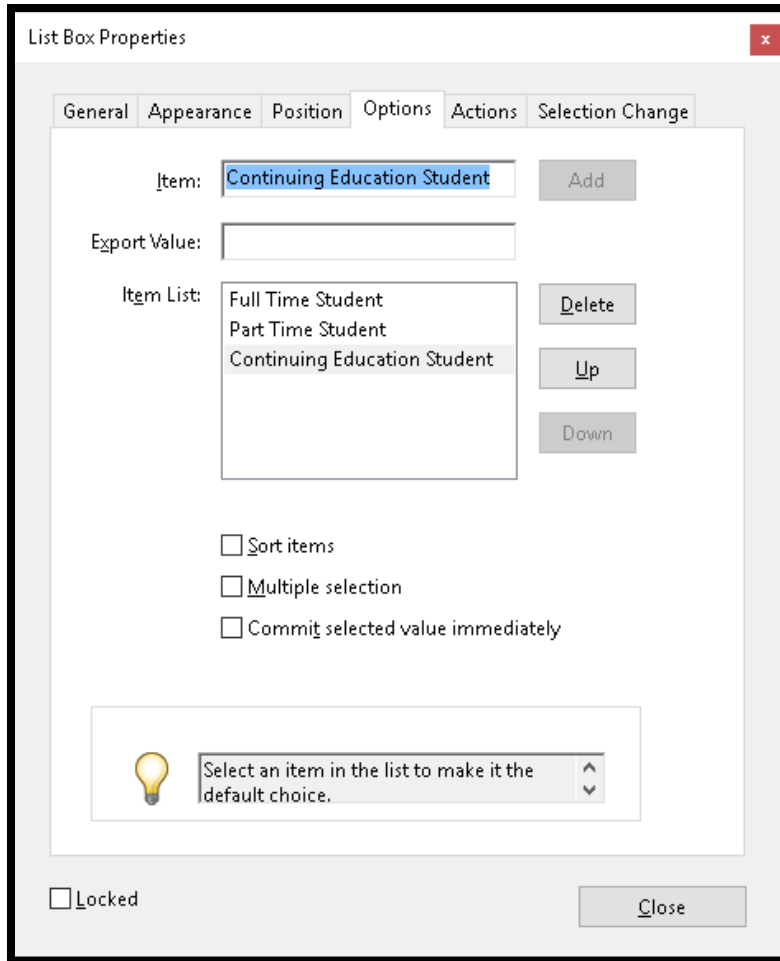 List Box Properties
x
General Appearance Position Options Actions Selection Change
Item: Continuing Education Student Add
Export Value:
Item List: Full Time Student Delete
Part Time Student
Continuing Education Student
Up
Down
Sort items
Multiple selection
Commit selected value immediately
Select an item in the list to make it the
default choice.
Locked
Close